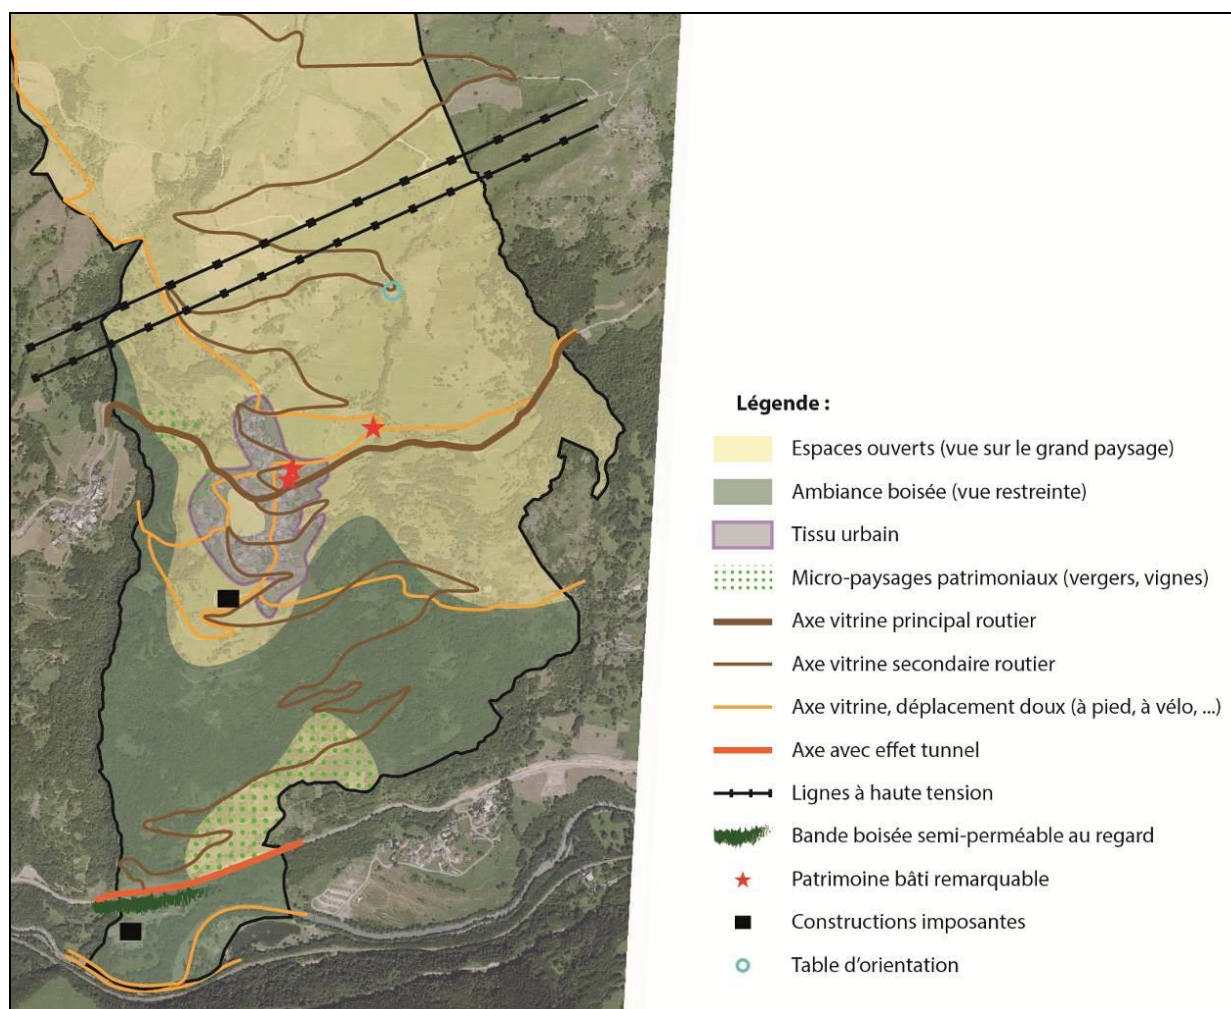 Légende :
Espaces ouverts (vue sur le grand paysage)
Ambiance boisée (vue restreinte)
Tissu urbain
Micro-paysages patrimoniaux (vergers, vignes)
Axe vitrine principal routier
Axe vitrine secondaire routier
Axe vitrine, déplacement doux (à pied, à vélo, ...)
Axe avec effet tunnel
Lignes à haute tension
Bande boisée semi-perméable au regard
Patrimoine bâti remarquable
Constructions imposantes
Table d'orientation